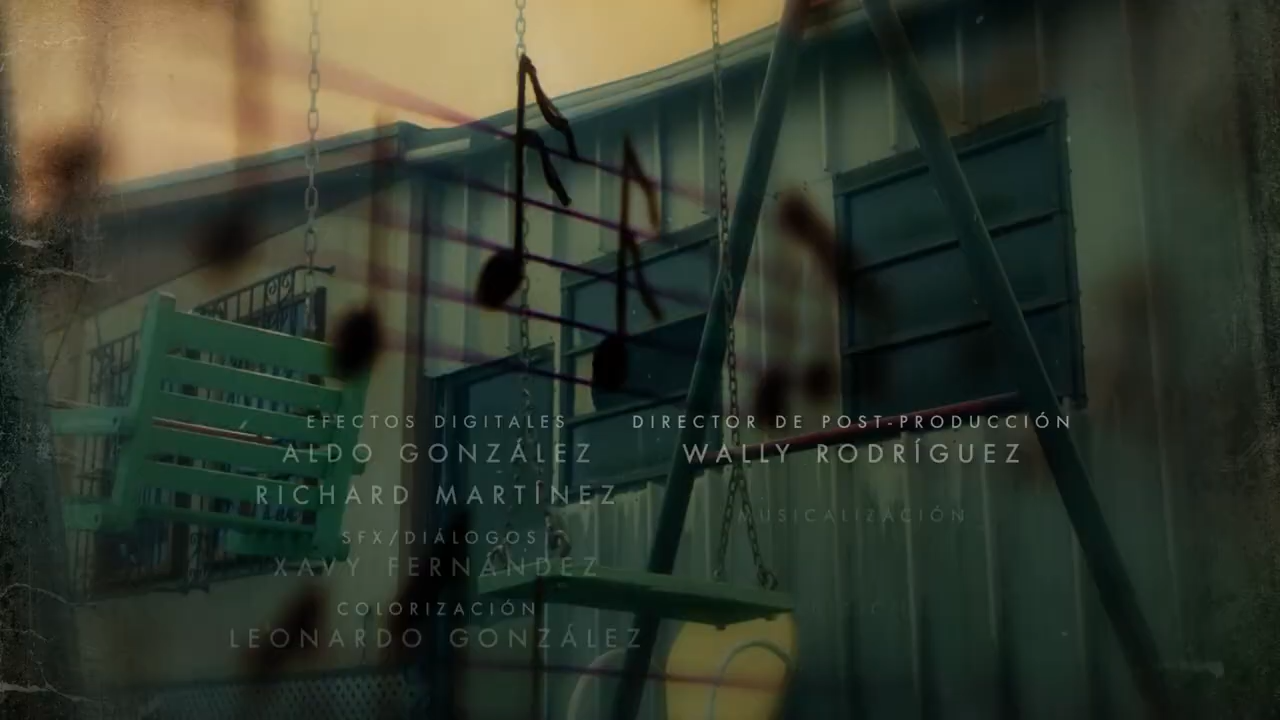 EFECTOS DIGITALES
ALDO GONZÁLEZ
RICHARD MARTÍNEZ
SFX/DIÁLOGOS
XAVY FERNÁNDEZ
COLORIZACIÓN
LEONARDO GONZÁLEZ
DIRECTOR DE POST-PRODUCCIÓN
WALLY RODRÍGUEZ
MUSICALIZACIÓN